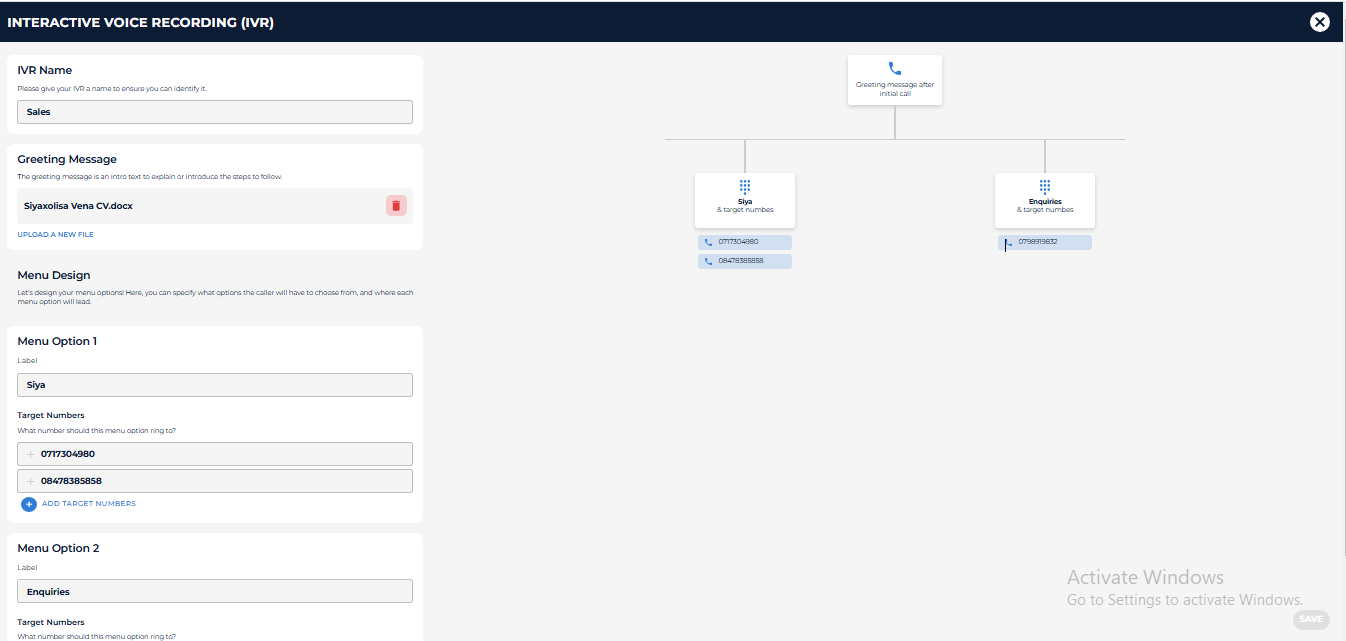 INTERACTIVE VOICE RECORDING (IVR)
IVR Name
Please give your IVR a name to ensure you can identify it.
Sales
Greeting Message
The greeting message is an intro text to explain or introduce the steps to follow.
Siyaxolisa Vena CV.docx
UPLOAD A NEW FILE
Menu Design
Let's design your menu options! Here, you can specify what options the caller will have to choose from, and where each
menu option will lead.
Menu Option 1
Label
Siya
Target Numbers
What number should this menu option ring to?
0717304980
08478385858
ADD TARGET NUMBERS
Menu Option 2
Label
Enquiries
Target Numbers
What number should this menu option ring to?
Greeting message after
initial call
Siya
& target numbes
0717304980
08478385858
Enquiries
& target numbes
0798919832
Activate Windows
Go to Settings to activate Windows.
SAVE